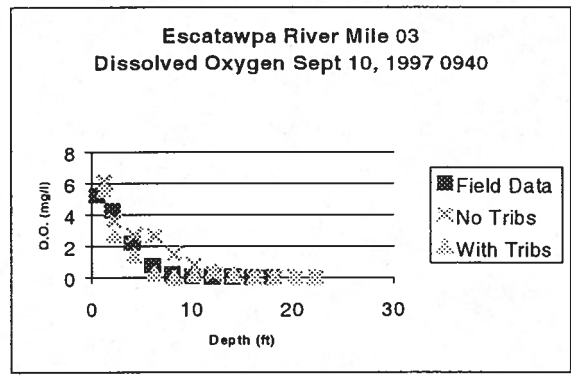 Escatawpa River Mile 03
Dissolved Oxygen Sept 10, 1997 0940
D.O. (mg/l)
8
6
4
2
0
0 10 20 30
Depth (ft)
Field Data
No Tribs
With Tribs